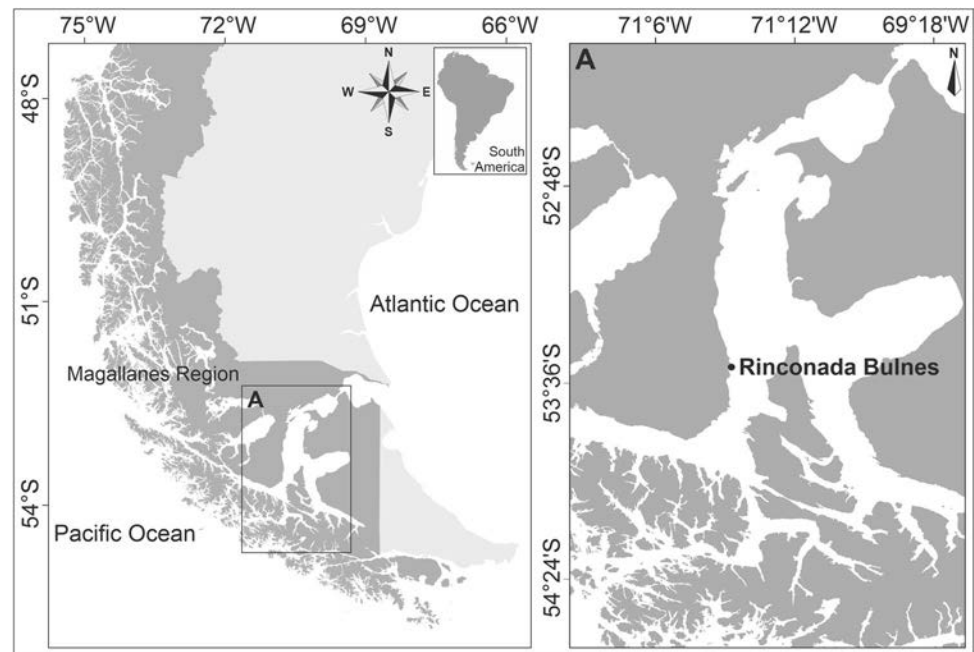 75°W
72°W
69°W
66°W
48°S
51°S
54°S
N
W
E
S
South
America
Atlantic Ocean
Magallanes Region
A
Pacific Ocean
71°6'W
71°12'W
69°18'W
A
N
52°48'S
Rinconada Bulnes
53°36'S
54°24'S